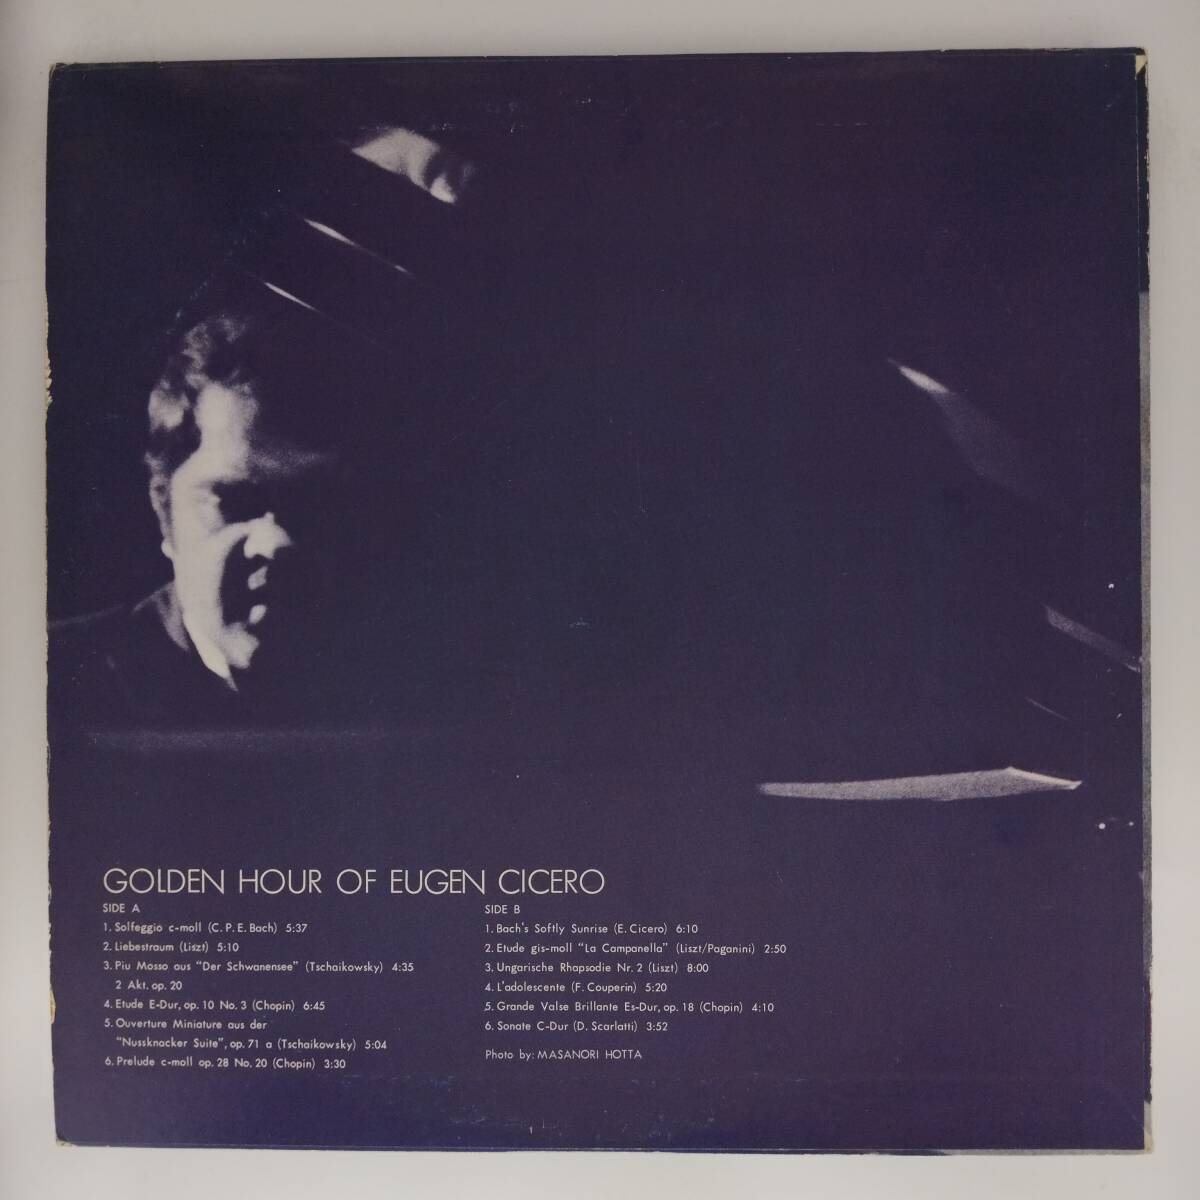 GOLDEN HOUR OF EUGEN CICERO
SIDE A
1. Solfeggio c-moll (C. P. E. Bach) 5:37
2. Liebestraum (Liszt) 5:10
3. Piu Mosso aus "Der Schwanensee" (Tschaikowsky) 4:35
2 Akt. op. 20
4. Etude E-Dur, op. 10 No. 3 (Chopin) 6:45
5. Ouverture Miniature aus der
"Nussknacker Suite", op. 71 a (Tschaikowsky) 5:04
6. Prelude c-moll op. 28 No. 20 (Chopin) 3:30
SIDE B
1. Bach's Softly Sunrise (E. Cicero) 6:10
2. Etude gis-moll "La Campanella" (Liszt/Paganini) 2:50
3. Ungarische Rhapsodie Nr. 2 (Liszt) 8:00
4. L'adolescente (F. Couperin) 5:20
5. Grande Valse Brillante Es-Dur, op. 18 (Chopin) 4:10
6. Sonate C-Dur (D. Scarlatti) 3:52
Photo by: MASANORI HOTTA